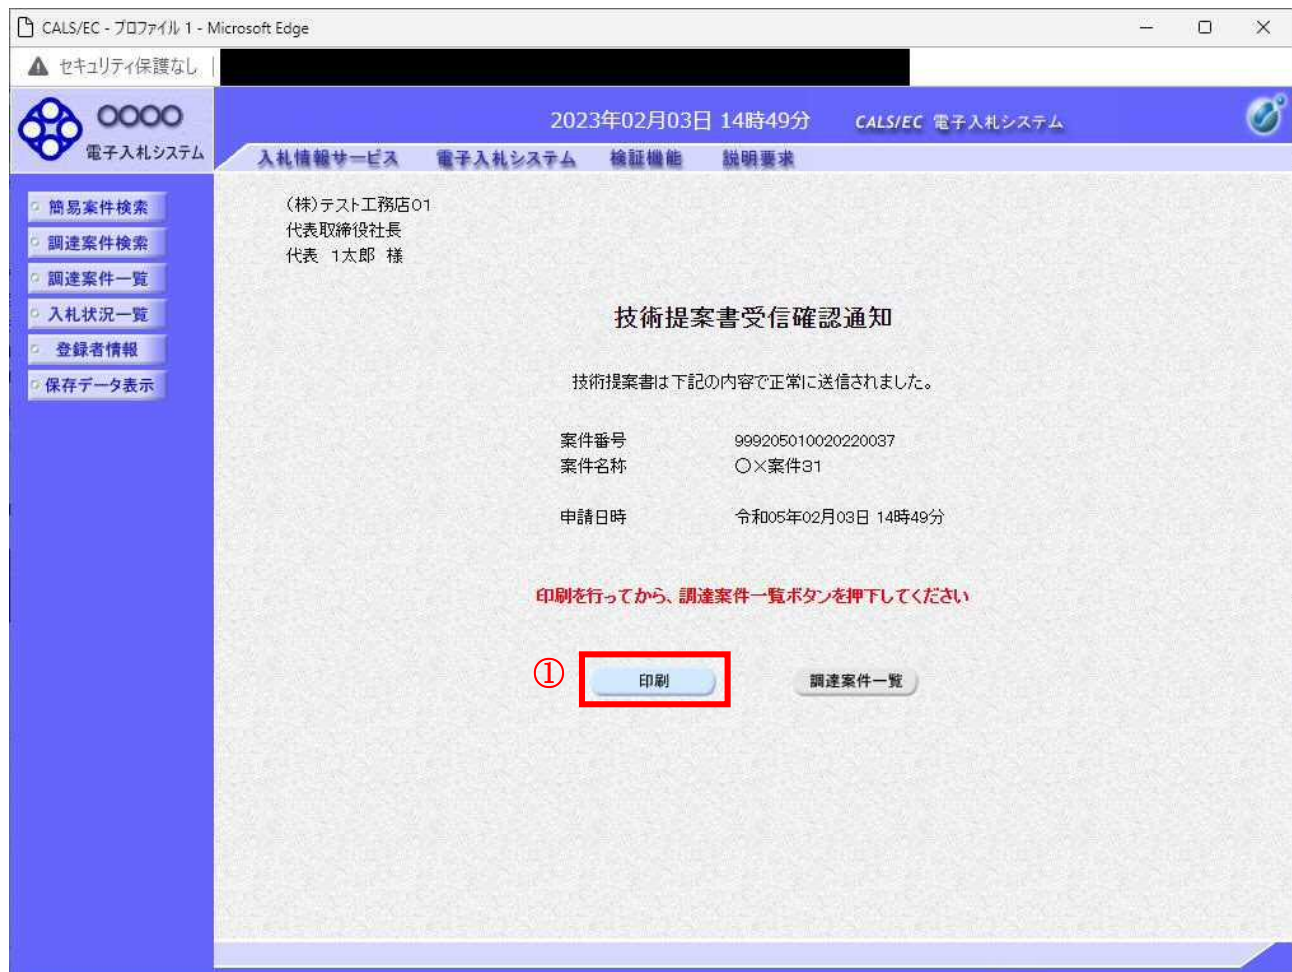 CALS/EC - プロファイル 1 - Microsoft Edge
セキュリティ保護なし
○○○○
電子入札システム
2023年02月03日 14時49分 CALS/EC 電子入札システム
入札情報サービス 電子入札システム 検証機能 説明要求
簡易案件検索
調達案件検索
調達案件一覧
入札状況一覧
登録者情報
保存データ表示
(株)テスト工務店01
代表取締役社長
代表 1太郎 様
技術提案書受信確認通知
技術提案書は下記の内容で正常に送信されました。
案件番号 999205010020220037
案件名称 ○×案件31
申請日時 令和05年02月03日 14時49分
印刷を行ってから、調達案件一覧ボタンを押下してください
① 印刷 調達案件一覧